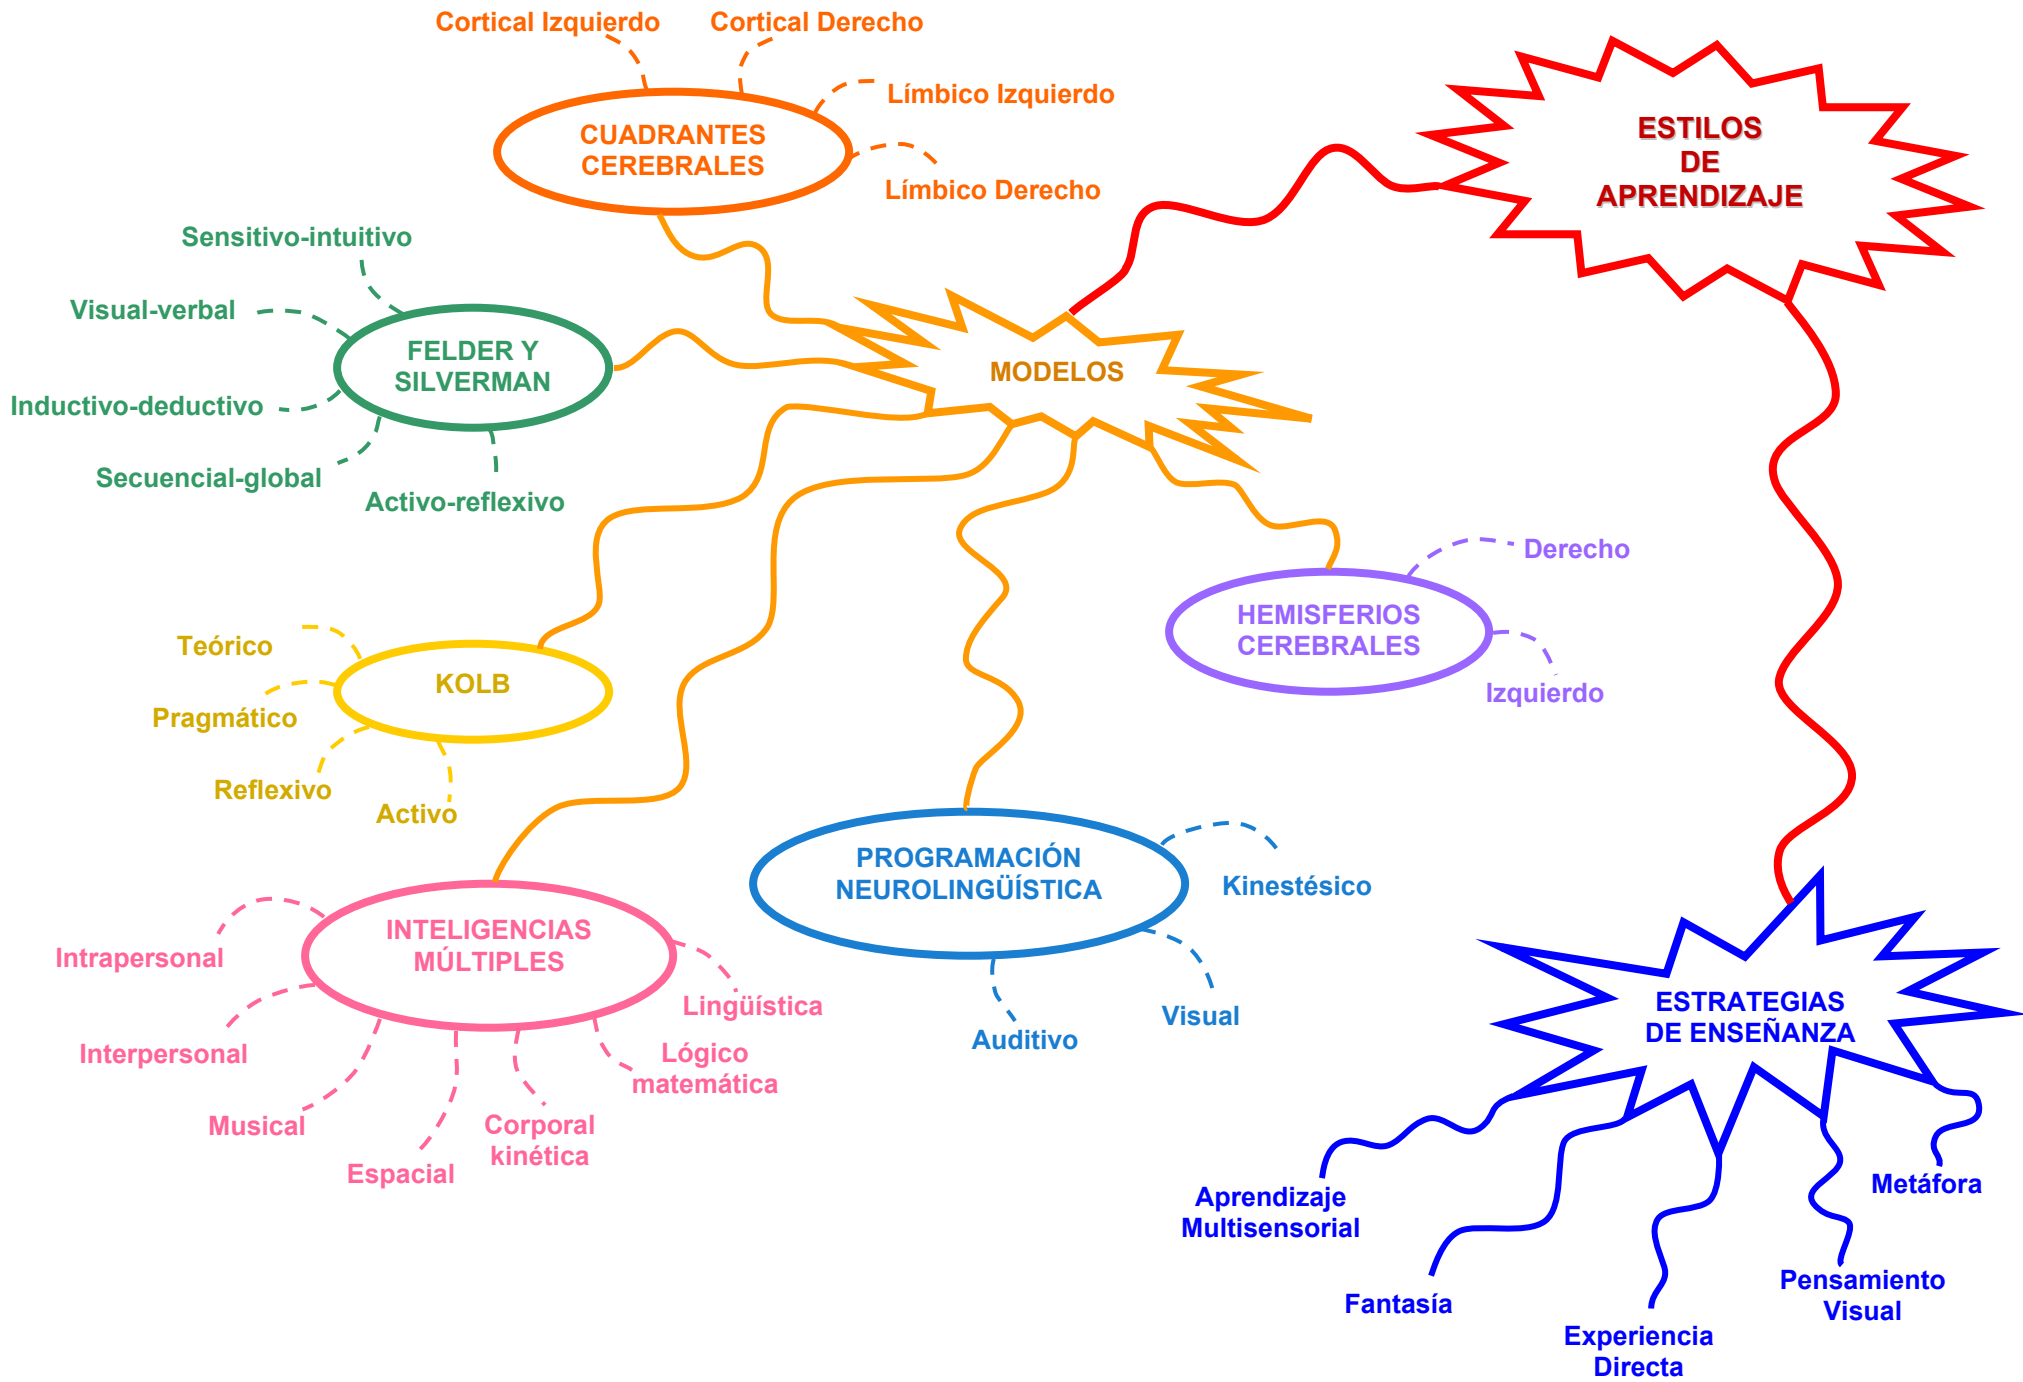 Cortical Izquierdo
Cortical Derecho
Límbico Izquierdo
Límbico Derecho
CUADRANTES
CEREBRALES
ESTILOS
DE
APRENDIZAJE
MODELOS
Sensitivo-intuitivo
Visual-verbal
Inductivo-deductivo
Secuencial-global
Activo-reflexivo
FELDER Y
SILVERMAN
Derecho
HEMISFERIOS
CEREBRALES
Izquierdo
Teórico
Pragmático
Reflexivo
Activo
KOLB
PROGRAMACIÓN
NEUROLINGÜÍSTICA
Kinestésico
Visual
Auditivo
INTELIGENCIAS
MÚLTIPLES
Intrapersonal
Interpersonal
Musical
Espacial
Corporal
kinética
Lógico
matemática
Lingüística
ESTRATEGIAS
DE ENSEÑANZA
Aprendizaje
Multisensorial
Fantasía
Experiencia
Directa
Pensamiento
Visual
Metáfora